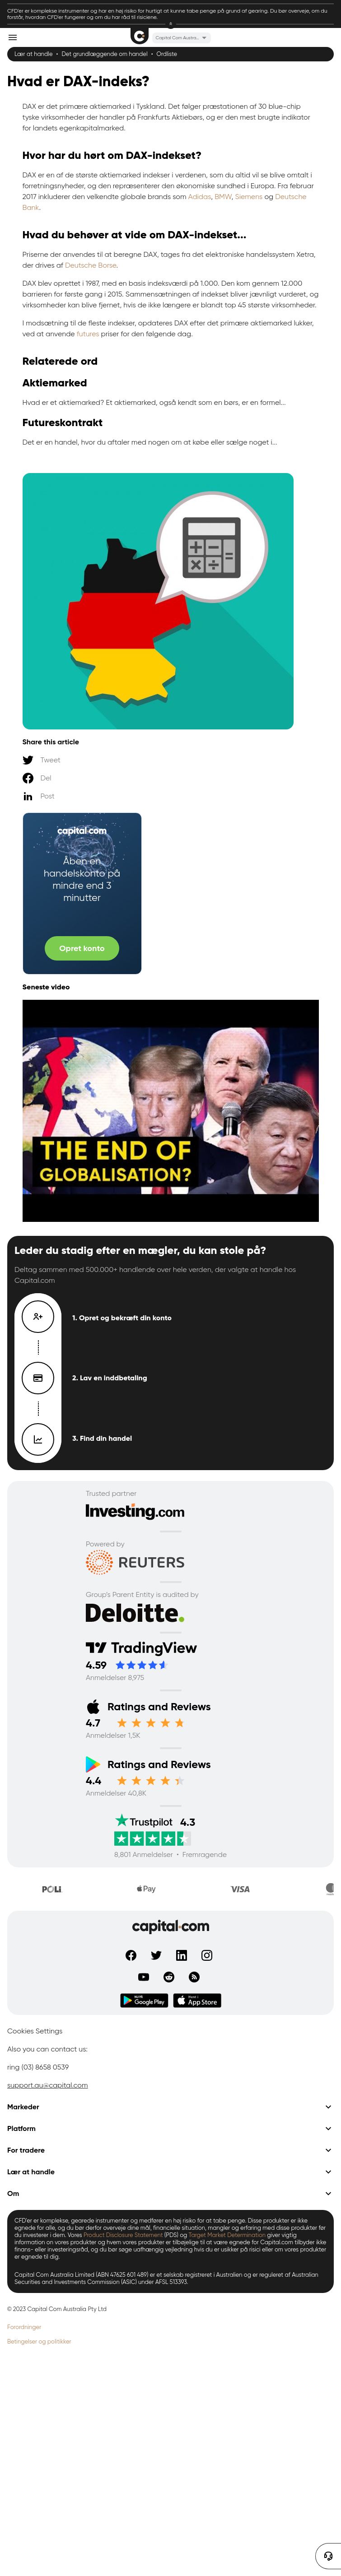 CFD'er er komplekse instrumenter og har en høj risiko for hurtigt at kunne tabe penge på grund af gearing. Du bør overveje, om du
forstår, hvordan CFD'er fungerer og om du har råd til risiciene.
Capital Com Austra...
Lær at handle • Det grundlæggende om handel • Ordliste
Hvad er DAX-indeks?
DAX er det primære aktiemarked i Tyskland. Det følger præstationen af 30 blue-chip
tyske virksomheder der handler på Frankfurts Aktiebørs, og er den mest brugte indikator
for landets egenkapitalmarked.
Hvor har du hørt om DAX-indekset?
DAX er en af de største aktiemarked indekser i verdenen, som du altid vil se blive omtalt i
forretningsnyheder, og den repræsenterer den økonomiske sundhed i Europa. Fra februar
2017 inkluderer den velkendte globale brands som Adidas, BMW, Siemens og Deutsche
Bank.
Hvad du behøver at vide om DAX-indekset...
Priserne der anvendes til at beregne DAX, tages fra det elektroniske handelssystem Xetra,
der drives af Deutsche Borse.
DAX blev oprettet i 1987, med en basis indeksværdi på 1.000. Den kom gennem 12.000
barrieren for første gang i 2015. Sammensætningen af indekset bliver jævnligt vurderet, og
virksomheder kan blive fjernet, hvis de ikke længere er blandt top 45 største virksomheder.
I modsætning til de fleste indekser, opdateres DAX efter det primære aktiemarked lukker,
ved at anvende futures priser for den følgende dag.
Relaterede ord
Aktiemarked
Hvad er et aktiemarked? Et aktiemarked, også kendt som en børs, er en formel...
Futureskontrakt
Det er en handel, hvor du aftaler med nogen om at købe eller sælge noget i...
Share this article
Tweet
Del
Post
capital.com
Åben en
handelskonto på
mindre end 3
minutter
Opret konto
Seneste video
THE END OF
GLOBALISATION?
Leder du stadig efter en mægler, du kan stole på?
Deltag sammen med 500.000+ handlende over hele verden, der valgte at handle hos
Capital.com
1. Opret og bekræft din konto
2. Lav en inddbetaling
3. Find din handel
Trusted partner
Investing.com
Powered by
REUTERS
Group's Parent Entity is audited by
Deloitte.
TradingView
4.59
Anmeldelser 8,975
Ratings and Reviews
4.7
Anmeldelser 1,5K
Ratings and Reviews
4.4
Anmeldelser 40,8K
Trustpilot 4.3
8,801 Anmeldelser • Fremragende
POLi Apple Pay VISA
capital.com
Google Play App Store
Cookies Settings
Also you can contact us:
ring (03) 8658 0539
support.au@capital.com
Markeder
Platform
For tradere
Lær at handle
Om
CFD'er er komplekse, gearede instrumenter og medfører en høj risiko for at tabe penge. Disse produkter er ikke
egnede for alle, og du bør derfor overveje dine mål, finansielle situation, mangler og erfaring med disse produkter før
du investerer i dem. Vores Product Disclosure Statement (PDS) og Target Market Determination giver vigtig
information om vores produkter og hvem vores produkter er tilbøjelige til at være egnede for Capital.com tilbyder ikke
finans- eller investeringsråd, og du bør søge uafhængig vejledning hvis du er usikker på risici eller om vores produkter
er egnede til dig.
Capital Com Australia Limited (ABN 47625 601 489) er et selskab registreret i Australien og er reguleret af Australian
Securities and Investments Commission (ASIC) under AFSL 513393.
© 2023 Capital Com Australia Pty Ltd
Forordninger
Betingelser og politikker